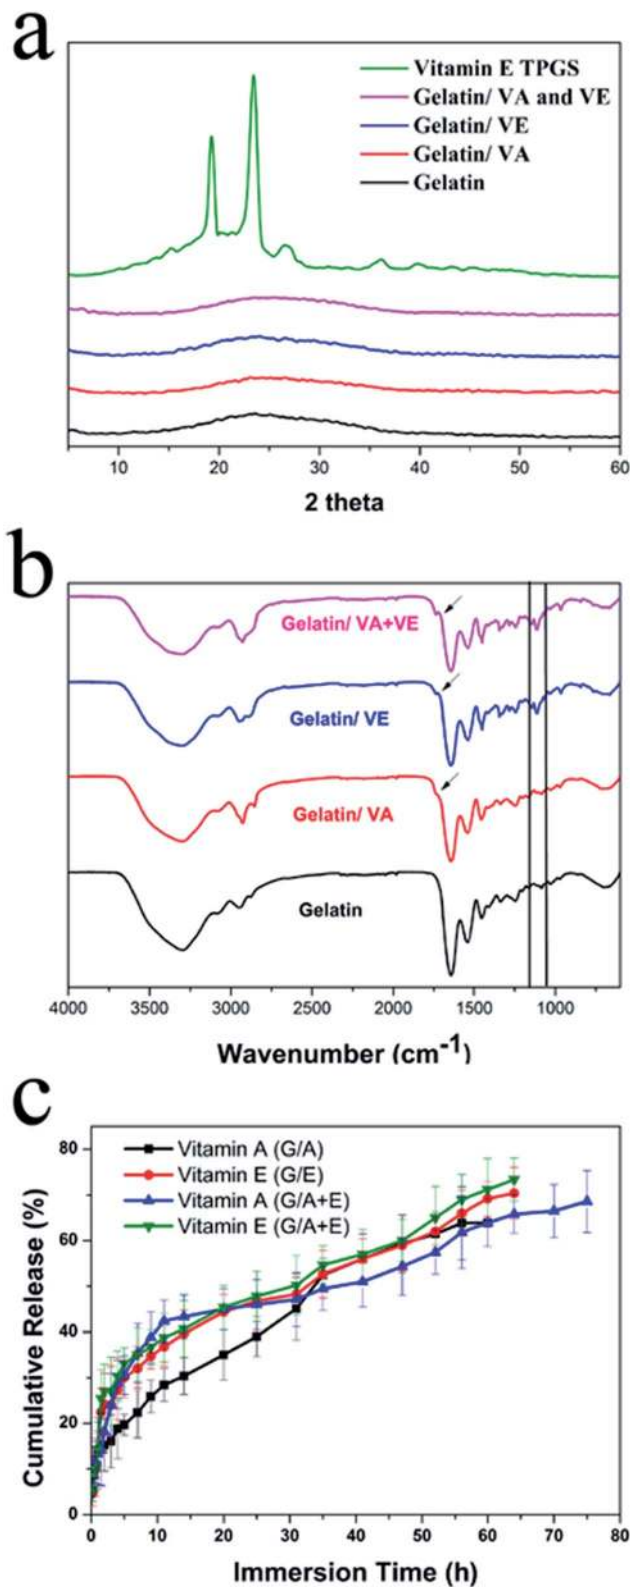 a
Vitamin E TPGS
Gelatin/ VA and VE
Gelatin/ VE
Gelatin/ VA
Gelatin
10 20 30 40 50 60
2 theta
b
Gelatin/ VA+VE
Gelatin/ VE
Gelatin/ VA
Gelatin
4000 3500 3000 2500 2000 1500 1000
Wavenumber (cm⁻¹)
c
Vitamin A (G/A)
Vitamin E (G/E)
Vitamin A (G/A+E)
Vitamin E (G/A+E)
80
60
40
20
0
Cumulative Release (%)
0 10 20 30 40 50 60 70 80
Immersion Time (h)